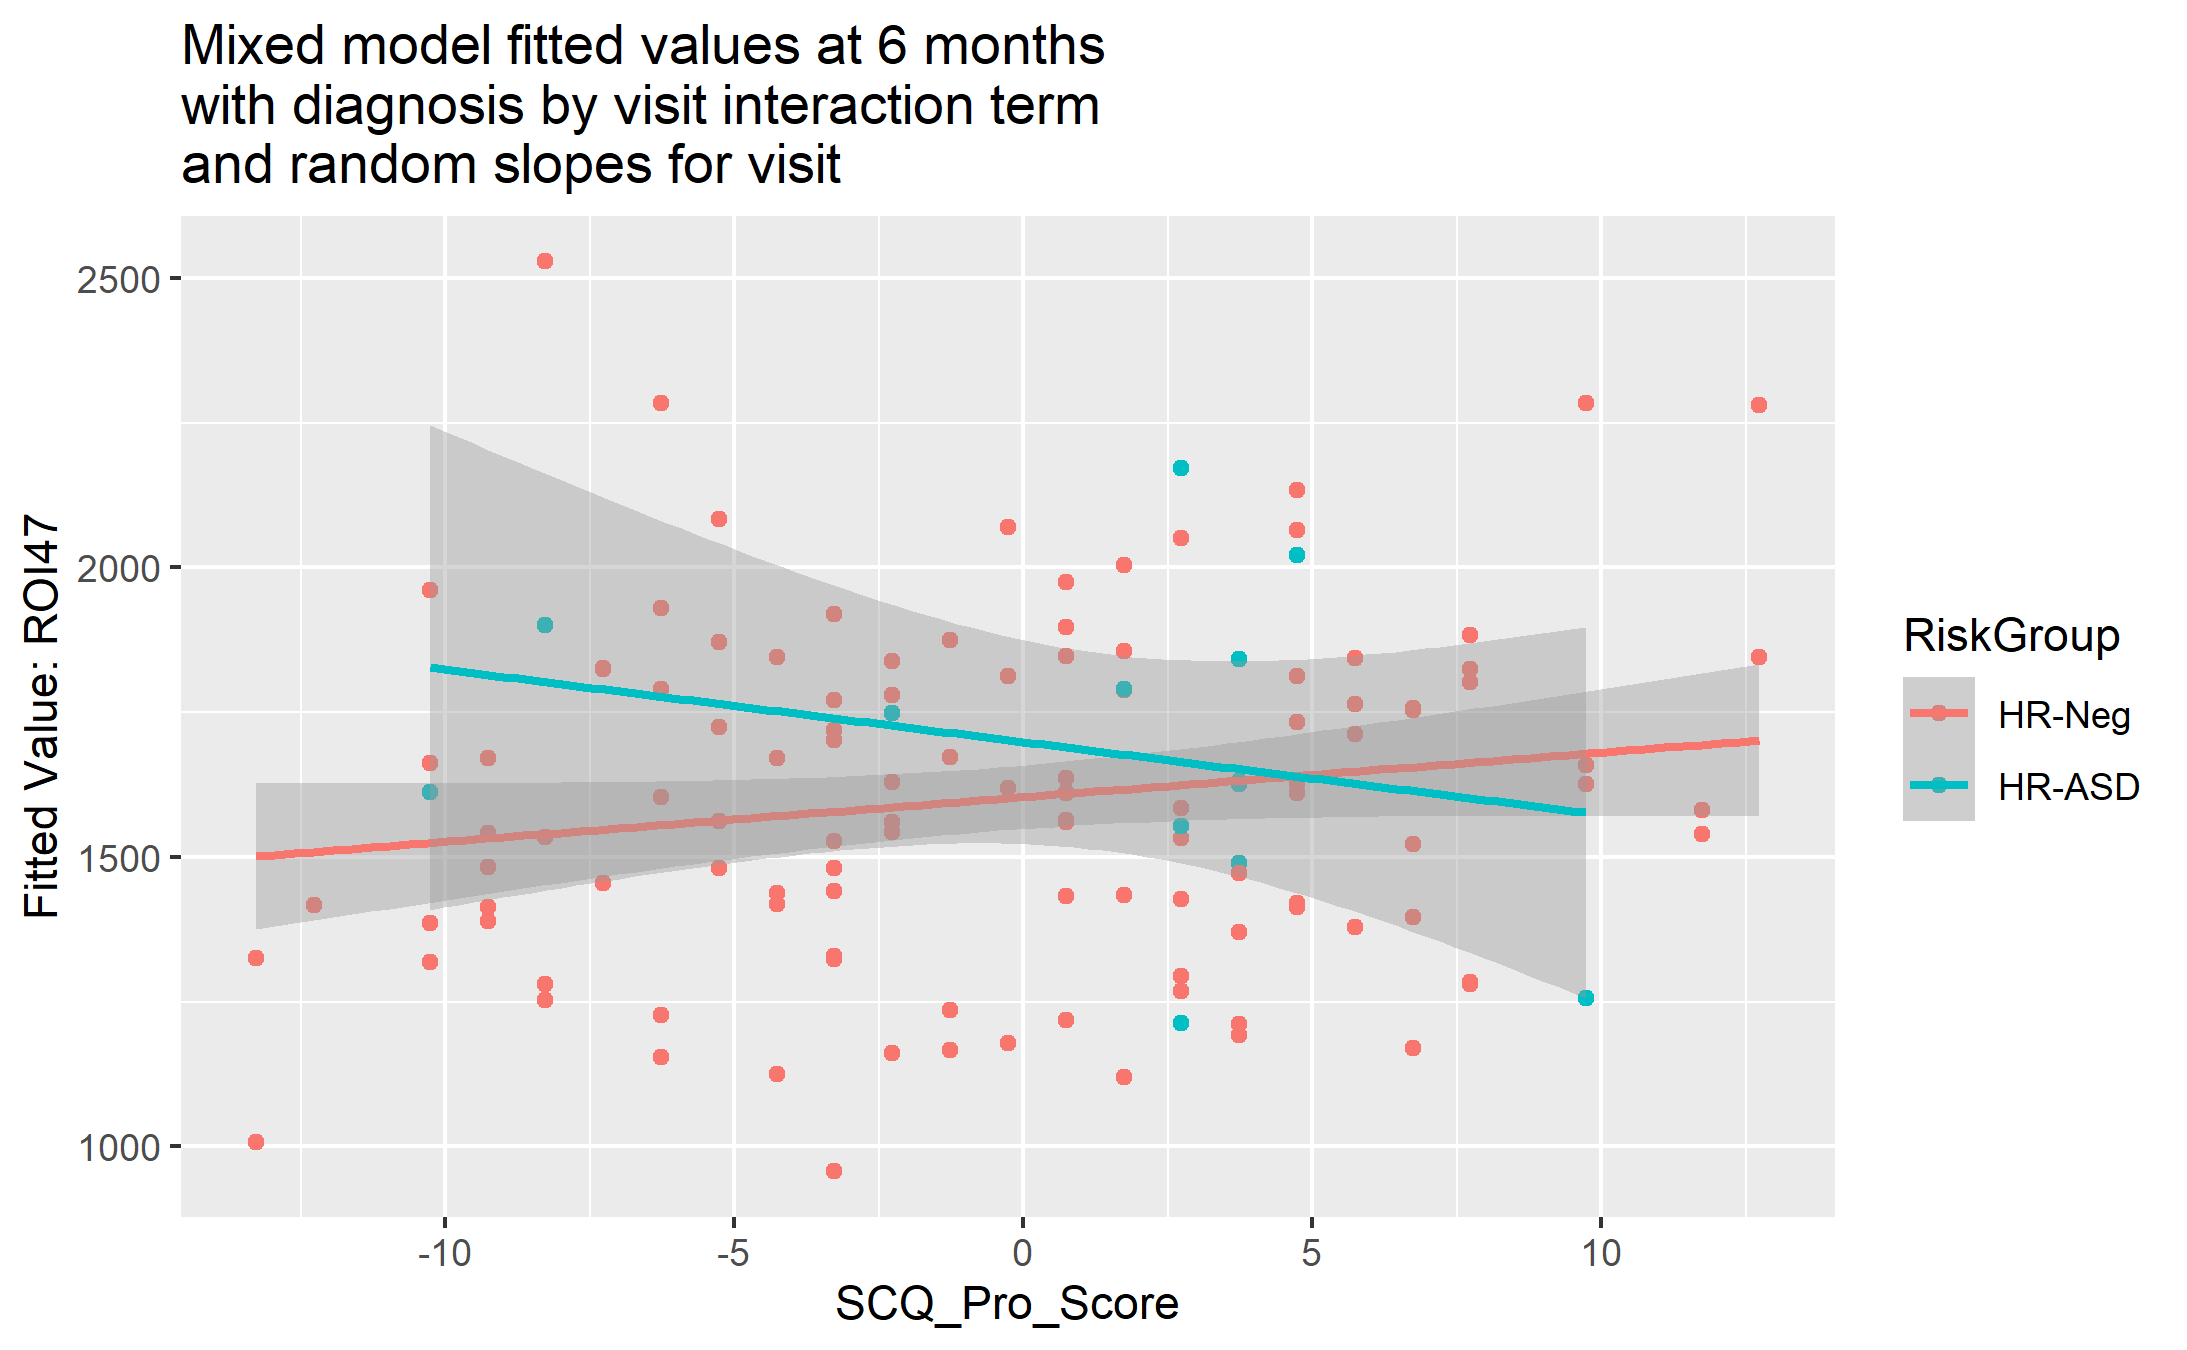 Mixed model fitted values at 6 months
with diagnosis by visit interaction term
and random slopes for visit
Fitted Value: ROI47
2500
2000
1500
1000
-10
-5
0
5
10
SCQ_Pro_Score
RiskGroup
HR-Neg
HR-ASD